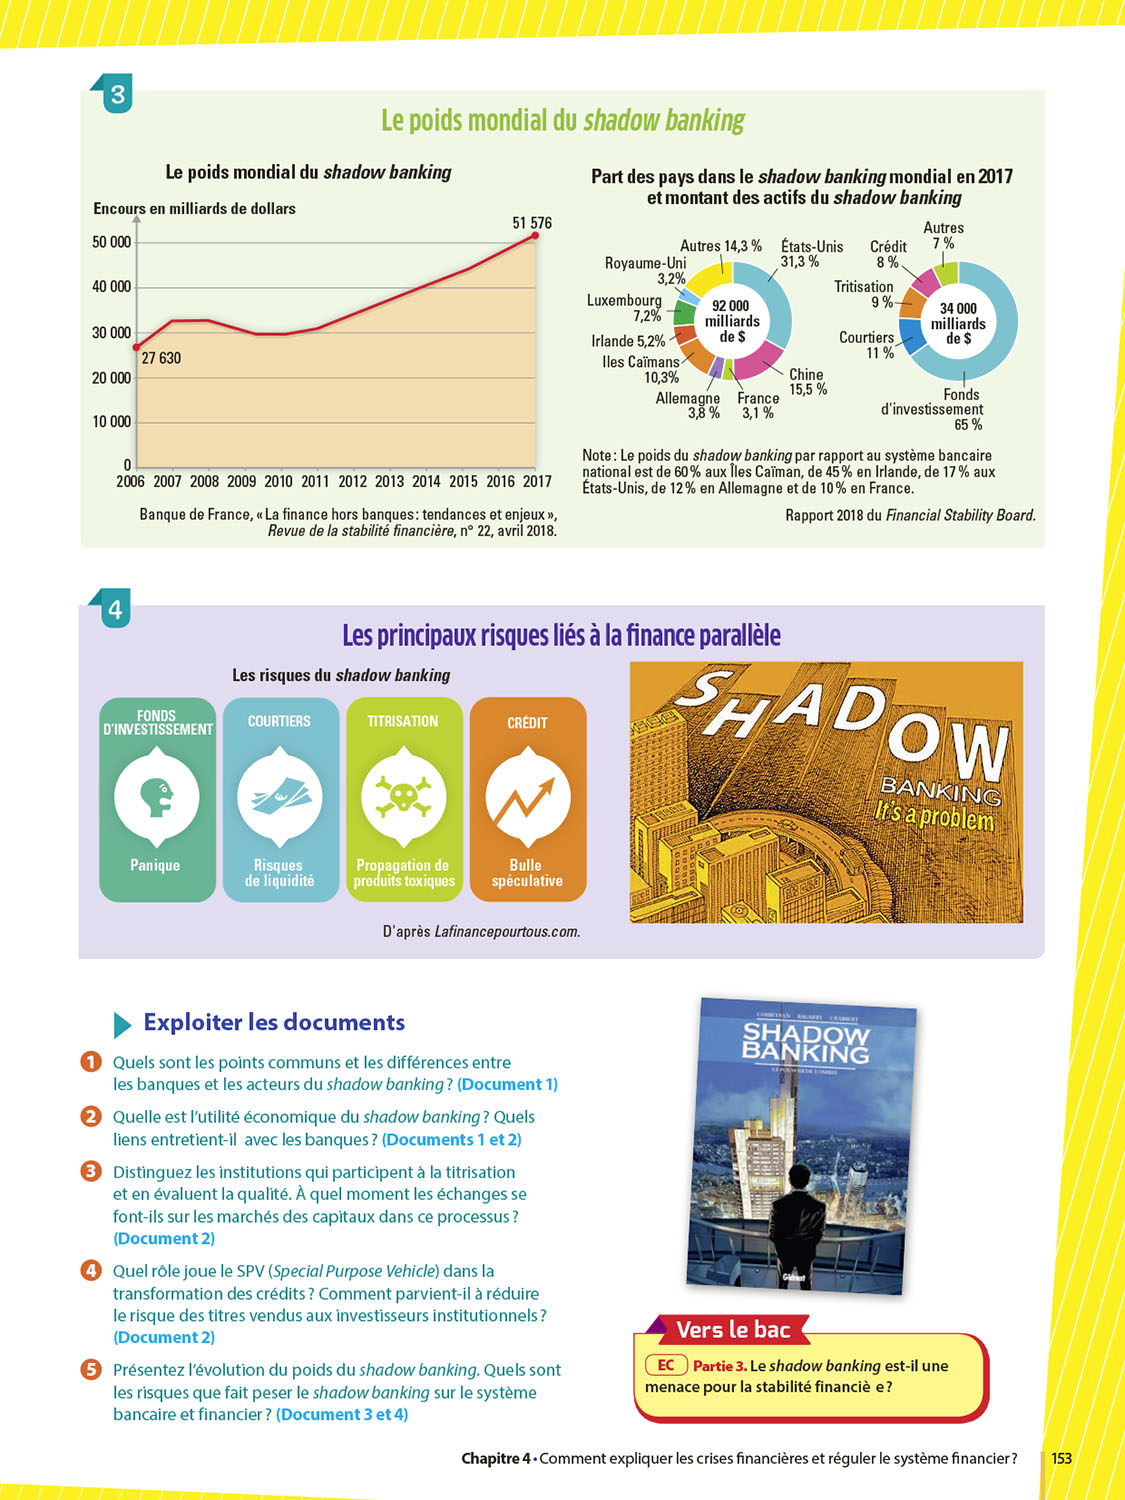 3
Le poids mondial du shadow banking
Le poids mondial du shadow banking
Encours en milliards de dollars
51 576
50 000
40 000
30 000
27 630
20 000
10 000
0
2006 2007 2008 2009 2010 2011 2012 2013 2014 2015 2016 2017
Banque de France, « La finance hors banques : tendances et enjeux »,
Revue de la stabilité financière, n° 22, avril 2018.
Part des pays dans le shadow banking mondial en 2017
et montant des actifs du shadow banking
Autres 14,3 %
États-Unis
31,3 %
Royaume-Uni
3,2%
Luxembourg
7,2%
Irlande 5,2%
Iles Caïmans
10,3%
Allemagne
3,8 %
France
3,1 %
Chine
15,5 %
92 000
milliards
de $
Autres
7 %
Crédit
8 %
Tritisation
9 %
Courtiers
11 %
Fonds
d'investissement
65 %
34 000
milliards
de $
Note : Le poids du shadow banking par rapport au système bancaire
national est de 60 % aux Îles Caïman, de 45 % en Irlande, de 17 % aux
États-Unis, de 12 % en Allemagne et de 10 % en France.
Rapport 2018 du Financial Stability Board.
4
Les principaux risques liés à la finance parallèle
Les risques du shadow banking
FONDS
D'INVESTISSEMENT
Panique
COURTIERS
Risques
de liquidité
TITRISATION
Propagation de
produits toxiques
CRÉDIT
Bulle
spéculative
D'après Lafinancepourtous.com.
SHADOW
BANKING
It's a problem
Exploiter les documents
1 Quels sont les points communs et les différences entre
les banques et les acteurs du shadow banking ? (Document 1)
2 Quelle est l'utilité économique du shadow banking ? Quels
liens entretient-il avec les banques ? (Documents 1 et 2)
3 Distinguez les institutions qui participent à la titrisation
et en évaluent la qualité. À quel moment les échanges se
font-ils sur les marchés des capitaux dans ce processus ?
(Document 2)
4 Quel rôle joue le SPV (Special Purpose Vehicle) dans la
transformation des crédits ? Comment parvient-il à réduire
le risque des titres vendus aux investisseurs institutionnels ?
(Document 2)
5 Présentez l'évolution du poids du shadow banking. Quels sont
les risques que fait peser le shadow banking sur le système
bancaire et financier ? (Document 3 et 4)
CORBEYRAN BAGARRY CHABBERT
SHADOW
BANKING
LE POUVOIR DE L'OMBRE
Glénat
Vers le bac
EC Partie 3. Le shadow banking est-il une
menace pour la stabilité financiè e ?
Chapitre 4 • Comment expliquer les crises financières et réguler le système financier ?
153